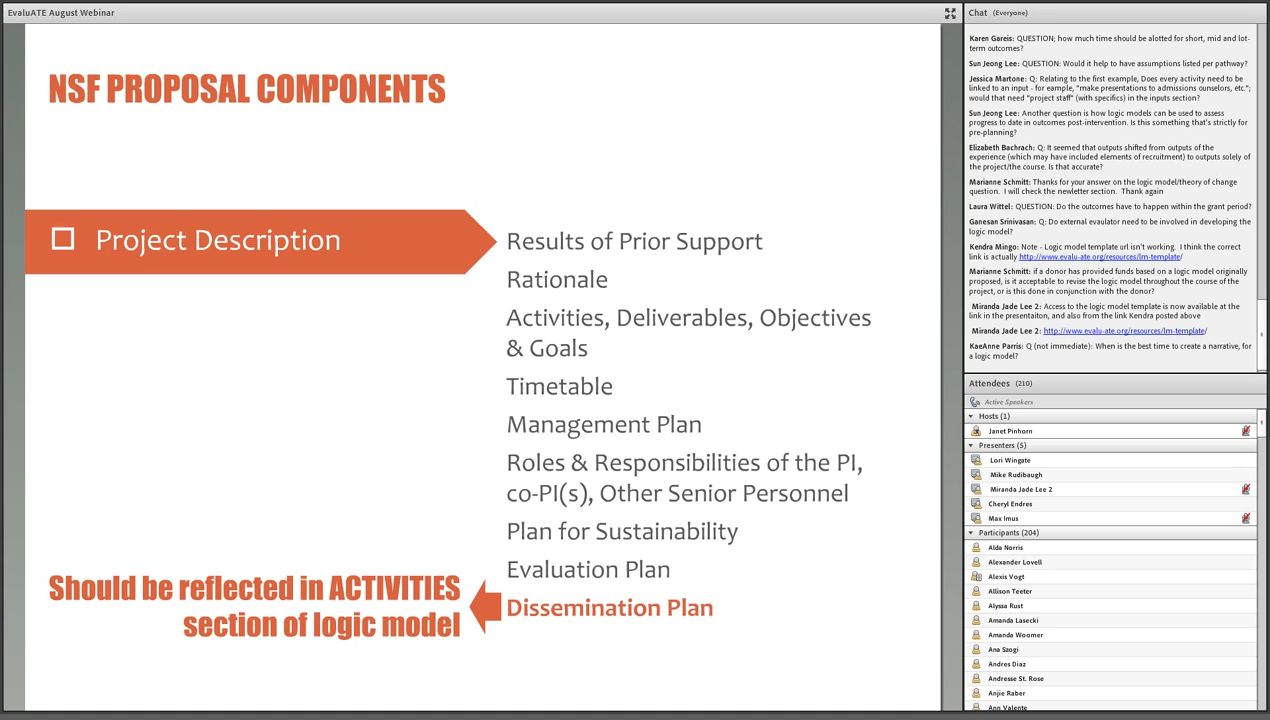 EvaluATE August Webinar
NSF PROPOSAL COMPONENTS
Project Description
Results of Prior Support
Rationale
Activities, Deliverables, Objectives
& Goals
Timetable
Management Plan
Roles & Responsibilities of the PI,
co-PI(s), Other Senior Personnel
Plan for Sustainability
Evaluation Plan
Dissemination Plan
Should be reflected in ACTIVITIES
section of logic model
Chat (Everyone)
Karen Gareis: QUESTION; how much time should be alotted for short, mid and lot-
term outcomes?
Sun Jeong Lee: QUESTION: Would it help to have assumptions listed per pathway?
Jessica Martone: Q: Relating to the first example, Does every activity need to be
linked to an input - for eample, "make presentations to admissions ounselors, etc.";
would that need "project staff" (with specifics) in the inputs section?
Sun Jeong Lee: Another question is how logic models can be used to assess
progress to date in outcomes post-intervention. Is this something that's strictly for
pre-planning?
Elizabeth Bachrach: Q: It seemed that outputs shifted from outputs of the
experience (which may have included elements of recruitment) to outputs solely of
the project/the course. Is that accurate?
Marianne Schmitt: Thanks for your answer on the logic model/theory of change
question. I will check the newletter section. Thank again
Laura Wittel: QUESTION: Do the outcomes have to happen within the grant period?
Ganesan Srinivasan: Q: Do external evaulator need to be involved in developing the
logic model?
Kendra Mingo: Note - Logic model template url isn't working. I think the correct
link is actually http://www.evalu-ate.org/resources/lm-template/
Marianne Schmitt: if a donor has provided funds based on a logic model originally
proposed, is it acceptable to revise the logic model throughout the course of the
project, or is this done in conjunction with the donor?
Miranda Jade Lee 2: Access to the logic model template is now available at the
link in the presentaiton, and also from the link Kendra posted above
Miranda Jade Lee 2: http://www.evalu-ate.org/resources/lm-template/
KaeAnne Parris: Q (not immediate): When is the best time to create a narrative, for
a logic model?
Attendees (210)
Active Speakers
Hosts (1)
Janet Pinhorn
Presenters (5)
Lori Wingate
Mike Rudibaugh
Miranda Jade Lee 2
Cheryl Endres
Max Imus
Participants (204)
Alda Norris
Alexander Lovell
Alexis Vogt
Allison Teeter
Alyssa Rust
Amanda Lasecki
Amanda Woomer
Ana Szogi
Andres Diaz
Andresse St. Rose
Anjie Raber
Ann Valente